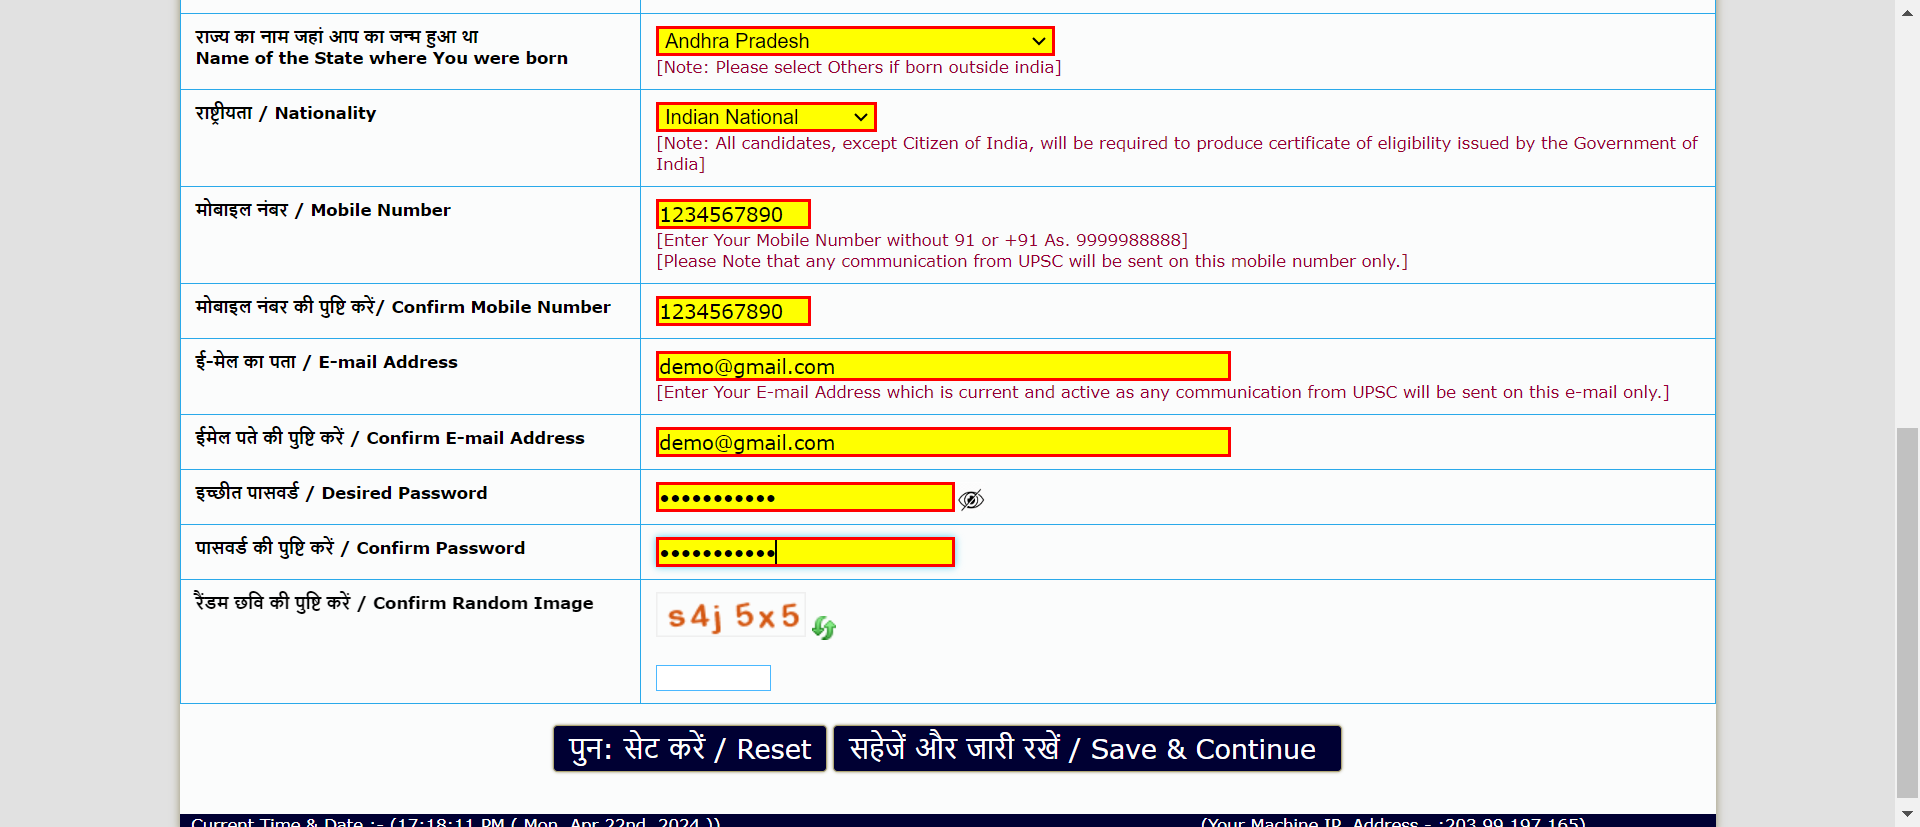 राज्य का नाम जहां आप का जन्म हुआ था
Name of the State where You were born
Andhra Pradesh
[Note: Please select Others if born outside india]
राष्ट्रीयता / Nationality
Indian National
[Note: All candidates, except Citizen of India, will be required to produce certificate of eligibility issued by the Government of
India]
मोबाइल नंबर / Mobile Number
1234567890
[Enter Your Mobile Number without 91 or +91 As. 9999988888]
[Please Note that any communication from UPSC will be sent on this mobile number only.]
मोबाइल नंबर की पुष्टि करें/ Confirm Mobile Number
1234567890
ई-मेल का पता / E-mail Address
demo@gmail.com
[Enter Your E-mail Address which is current and active as any communication from UPSC will be sent on this e-mail only.]
ईमेल पते की पुष्टि करें / Confirm E-mail Address
demo@gmail.com
इच्छीत पासवर्ड / Desired Password
पासवर्ड की पुष्टि करें / Confirm Password
रैंडम छवि की पुष्टि करें / Confirm Random Image
s4j 5x5
पुन: सेट करें / Reset
सहेजें और जारी रखें / Save & Continue
Current Time & Date :- (17:18:11 PM ( Mon, Apr 22nd, 2024 ))
(Your Machine IP Address - :203.99.197.165)